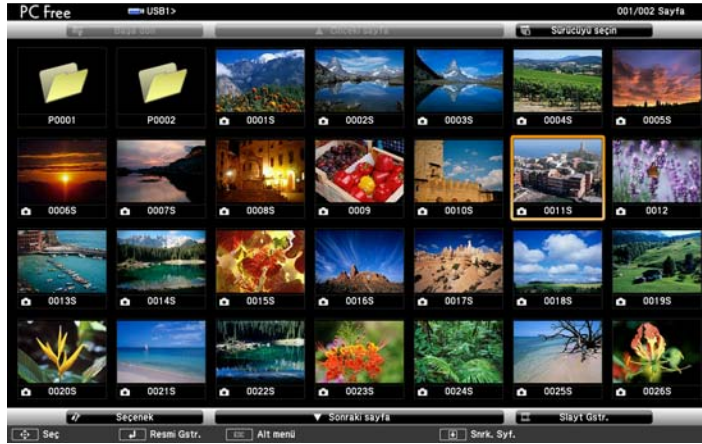 PC Free USB1> 001/002 Sayfa
Başa dön ▲ Önceki sayfa Sürücüyü seçin
P0001 P0002 0001S 0002S 0003S 0004S 0005S
0006S 0007S 0008S 0009 0010S 0011S 0012
0013S 0014S 0015S 0016S 0017S 0018S 0019S
0020S 0021S 0022S 0023S 0024S 0025S 0026S
Seçenek ▼ Sonraki sayfa Slayt Gstr.
Seç Resmi Gstr. ESC Alt menü Snrk. Syf.